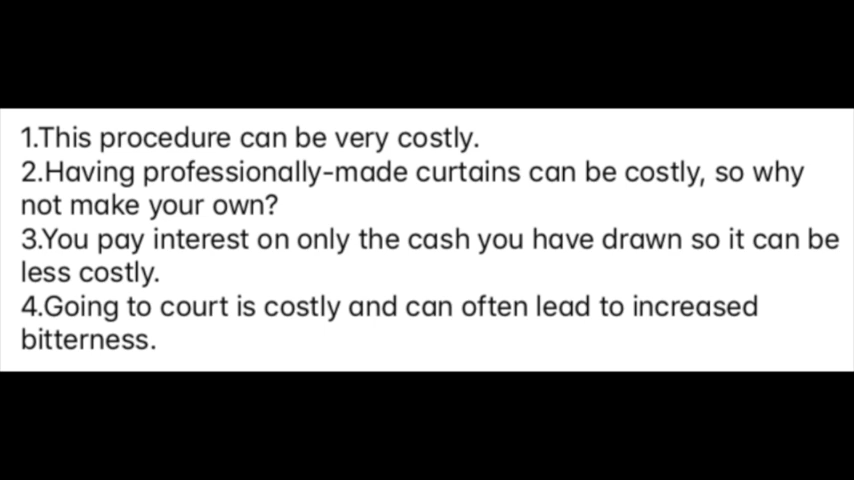 1.This procedure can be very costly.
2.Having professionally-made curtains can be costly, so why
not make your own?
3.You pay interest on only the cash you have drawn so it can be
less costly.
4.Going to court is costly and can often lead to increased
bitterness.